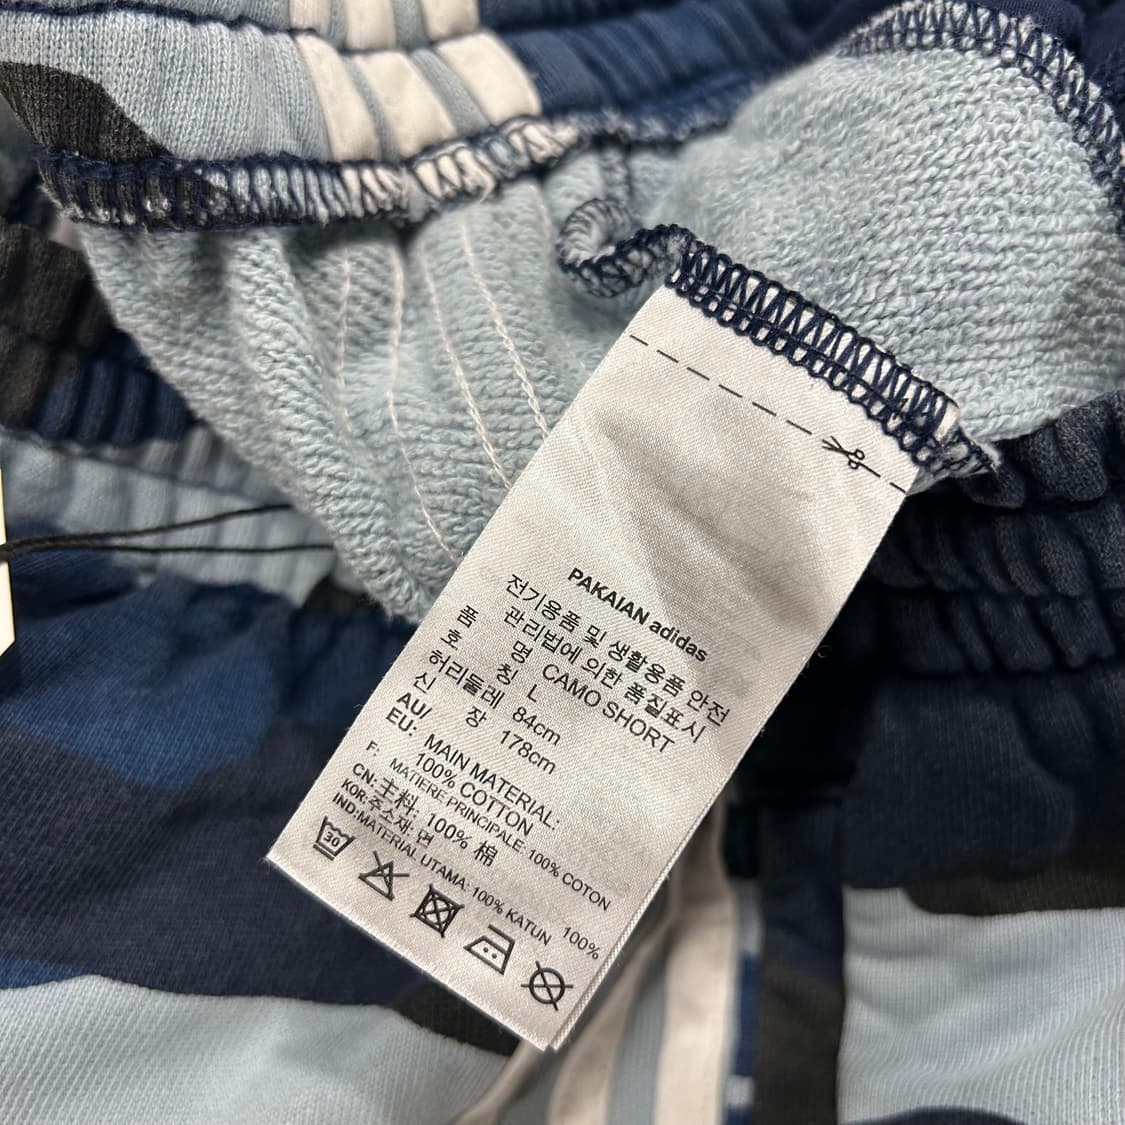 PAKAIAN adidas
전기용품 및 생활용품 안전
관리법에 의한 품질표시
품 명 CAMO SHORT
호 칭 L
허리둘레 84cm
신 장 178cm
AU/ EU: MAIN MATERIAL:
100% COTTON
F: MATIERE PRINCIPALE: 100% COTON
CN: 主料: 100% 棉
KOR: 주소재: 면 100%
IND:MATERIAL UTAMA: 100% KATUN
30